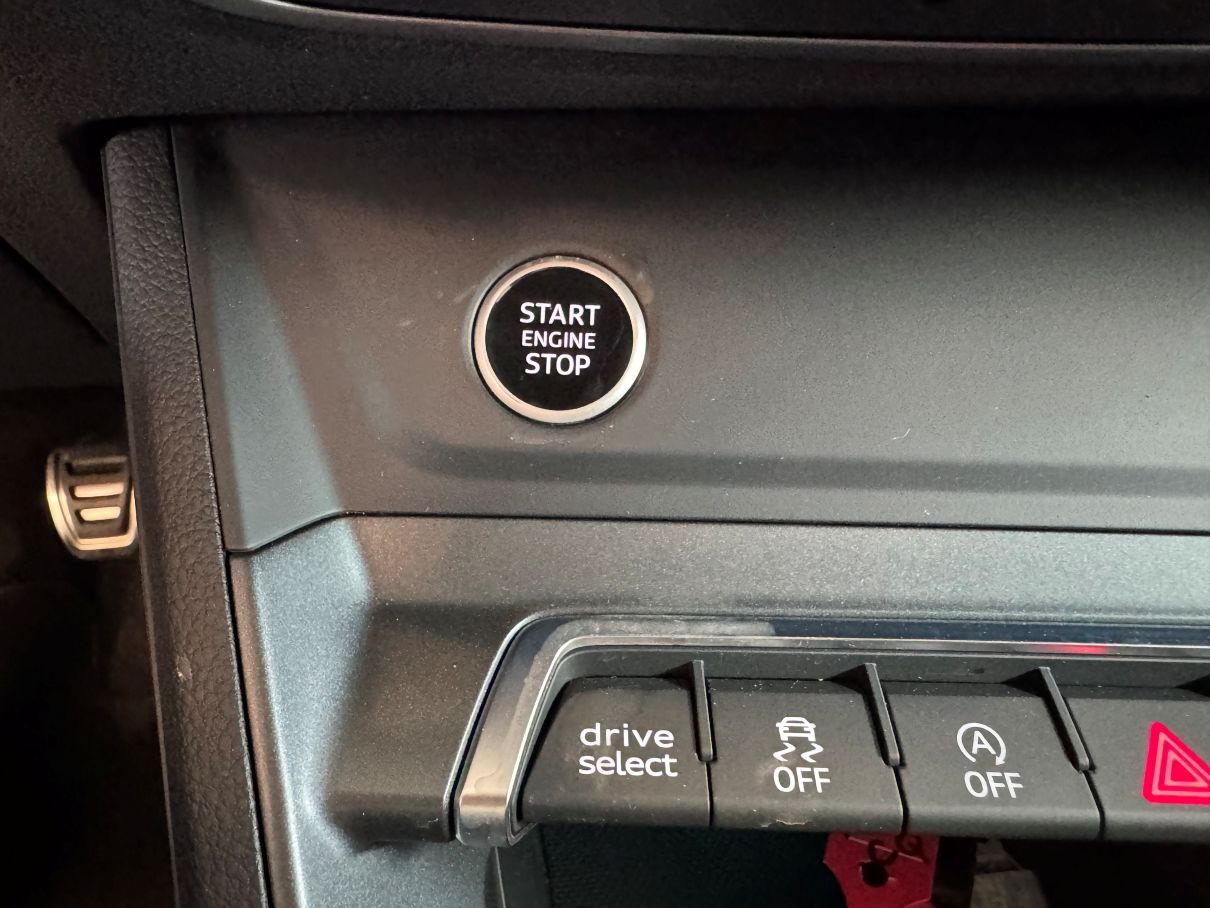 START
ENGINE
STOP
drive
select
OFF
A
OFF